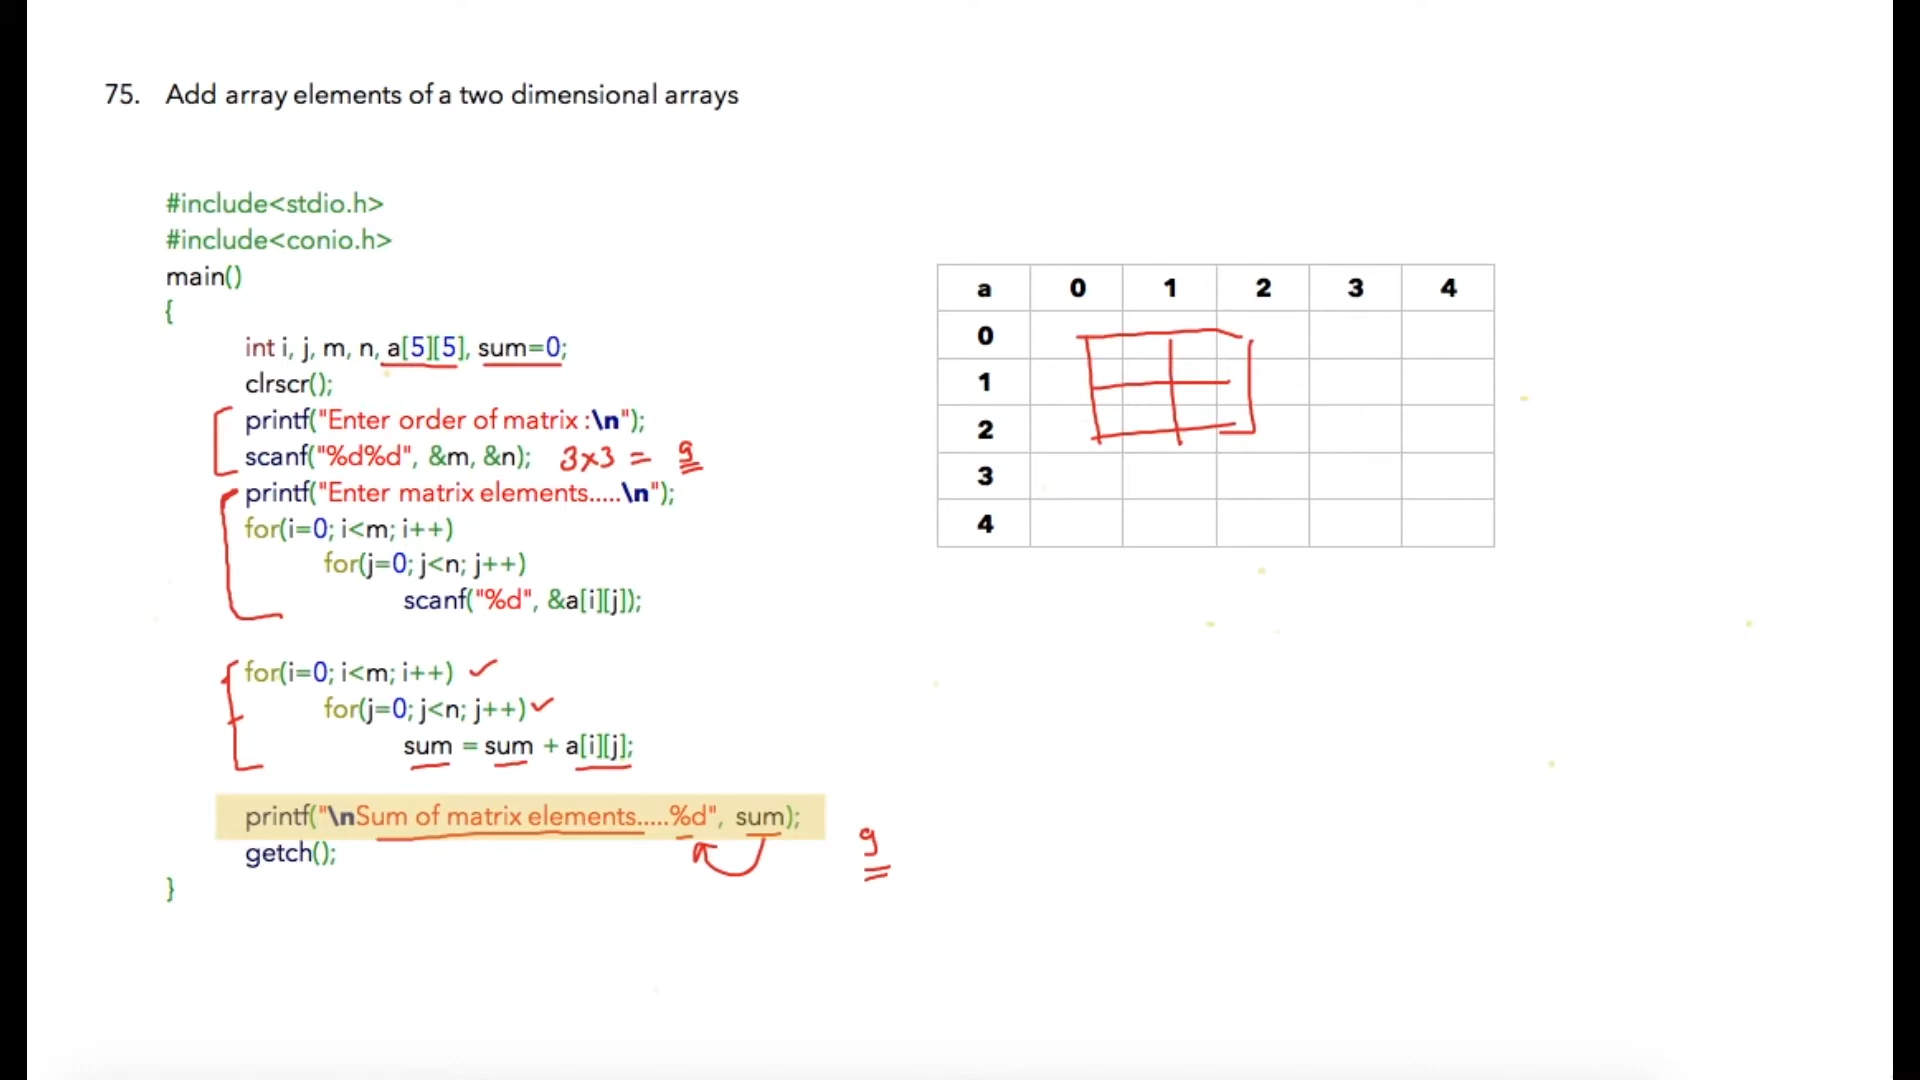 75. Add array elements of a two dimensional arrays
#include<stdio.h>
#include<conio.h>
main()
{
int i, j, m, n, a[5][5], sum=0;
clrscr();
printf("Enter order of matrix :\n");
scanf("%d%d", &m, &n); 3x3 = 9
printf("Enter matrix elements.....\n");
for(i=0; i<m; i++)
for(j=0; j<n; j++)
scanf("%d", &a[i][j]);
for(i=0; i<m; i++)
for(j=0; j<n; j++)
sum = sum + a[i][j];
printf("\nSum of matrix elements.....%d", sum);
9
getch();
}
a 0 1 2 3 4
0
1
2
3
4